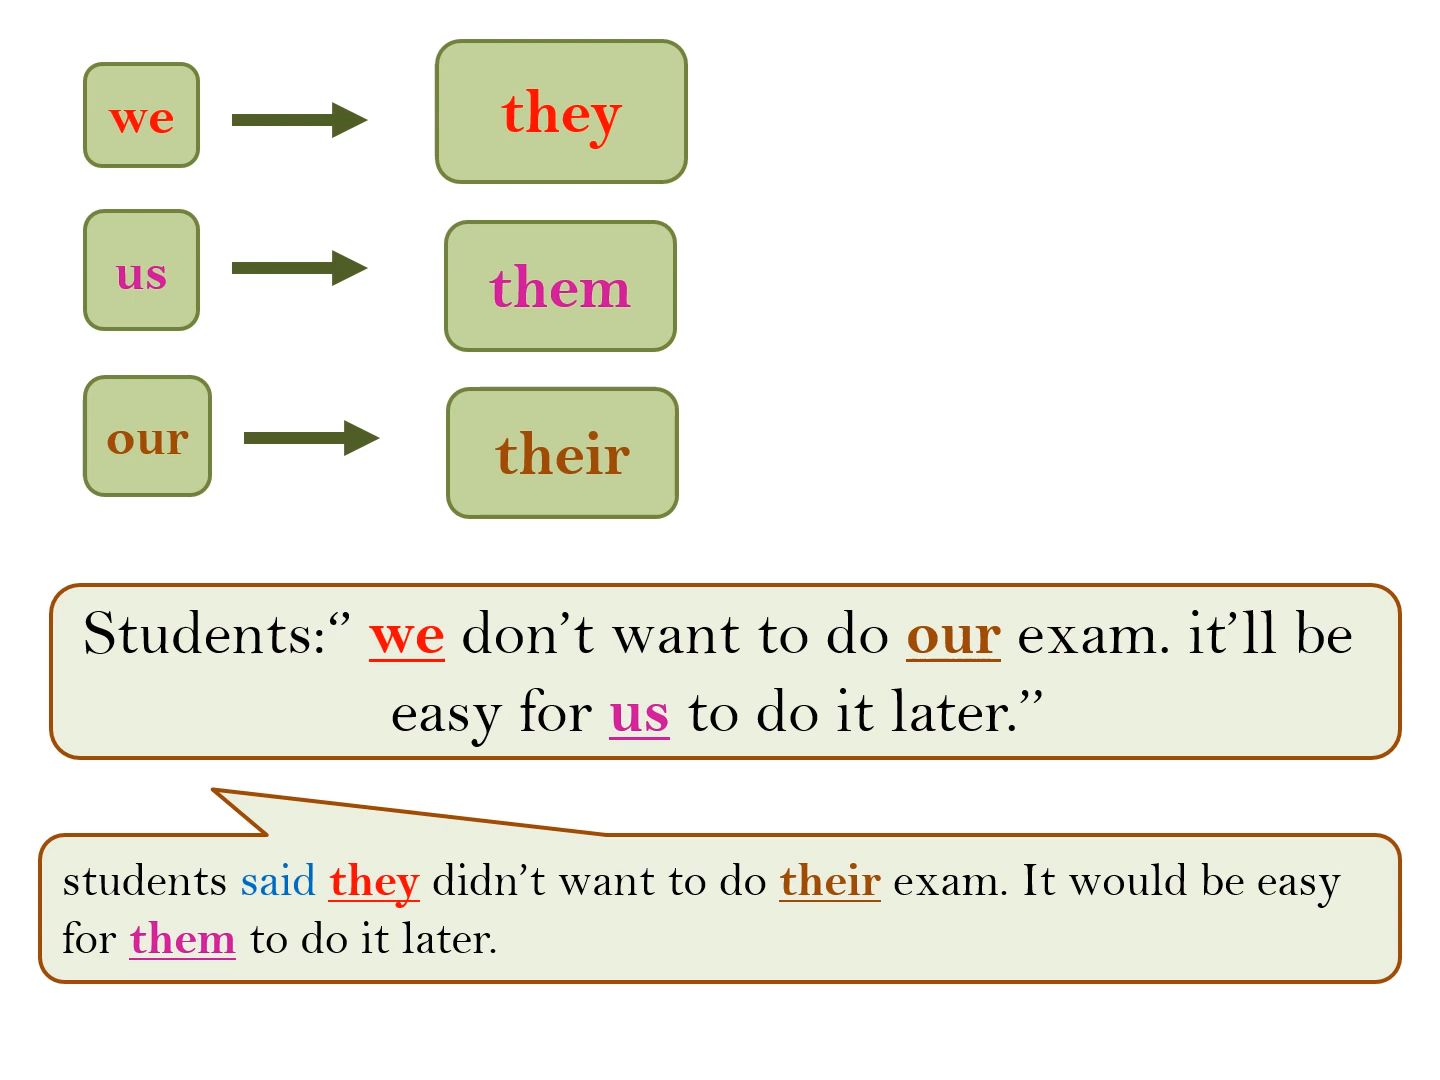 we they
us them
our their
Students:‘’ we don’t want to do our exam. it’ll be
easy for us to do it later.’’
students said they didn’t want to do their exam. It would be easy
for them to do it later.